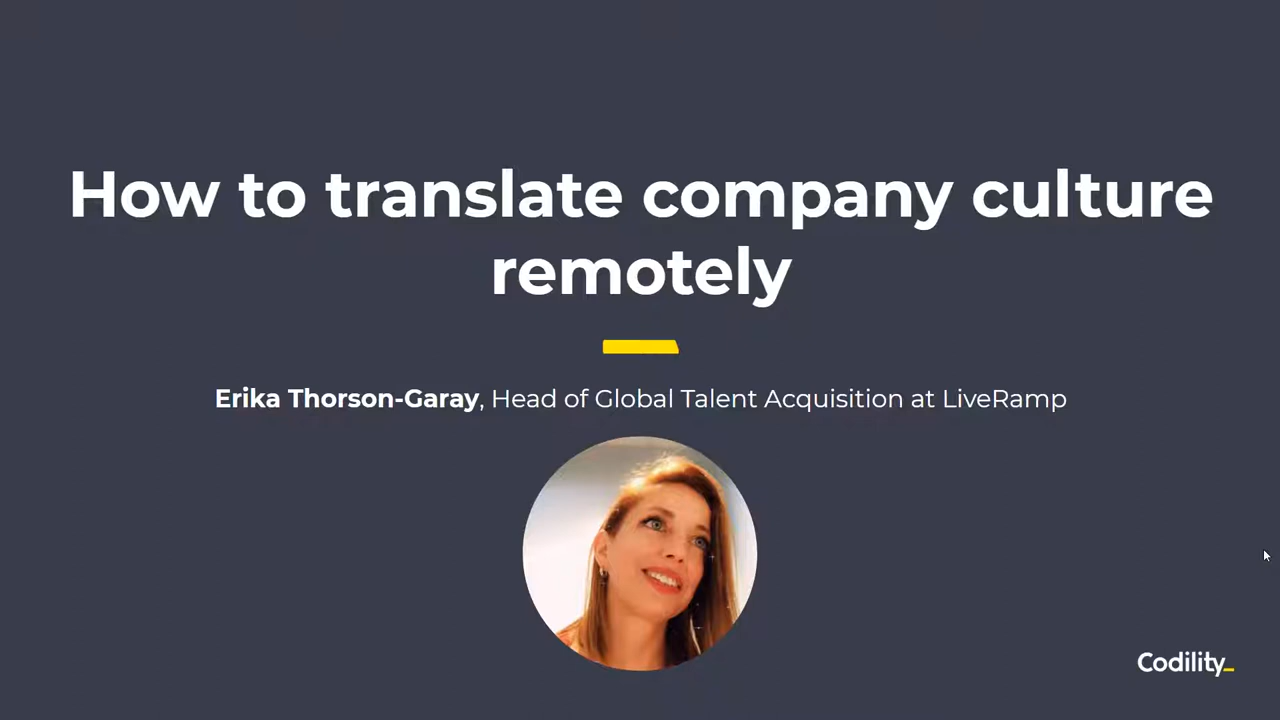 How to translate company culture
remotely
Erika Thorson-Garay, Head of Global Talent Acquisition at LiveRamp
Codility_